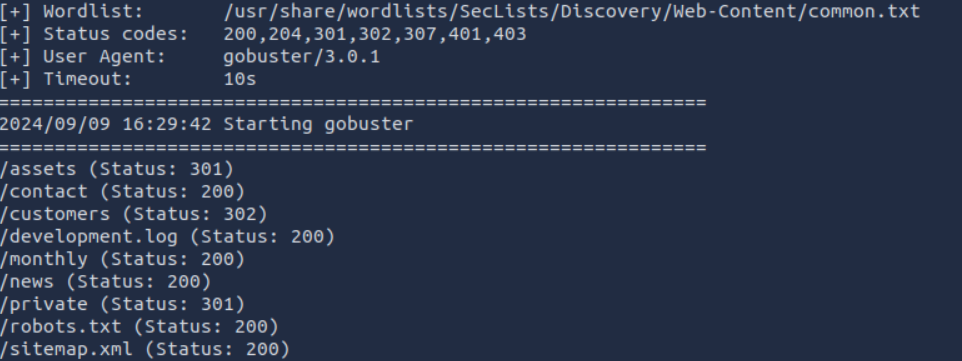 [+] Wordlist: /usr/share/wordlists/SecLists/Discovery/Web-Content/common.txt
[+] Status codes: 200,204,301,302,307,401,403
[+] User Agent: gobuster/3.0.1
[+] Timeout: 10s
===============================================================
2024/09/09 16:29:42 Starting gobuster
===============================================================
/assets (Status: 301)
/contact (Status: 200)
/customers (Status: 302)
/development.log (Status: 200)
/monthly (Status: 200)
/news (Status: 200)
/private (Status: 301)
/robots.txt (Status: 200)
/sitemap.xml (Status: 200)